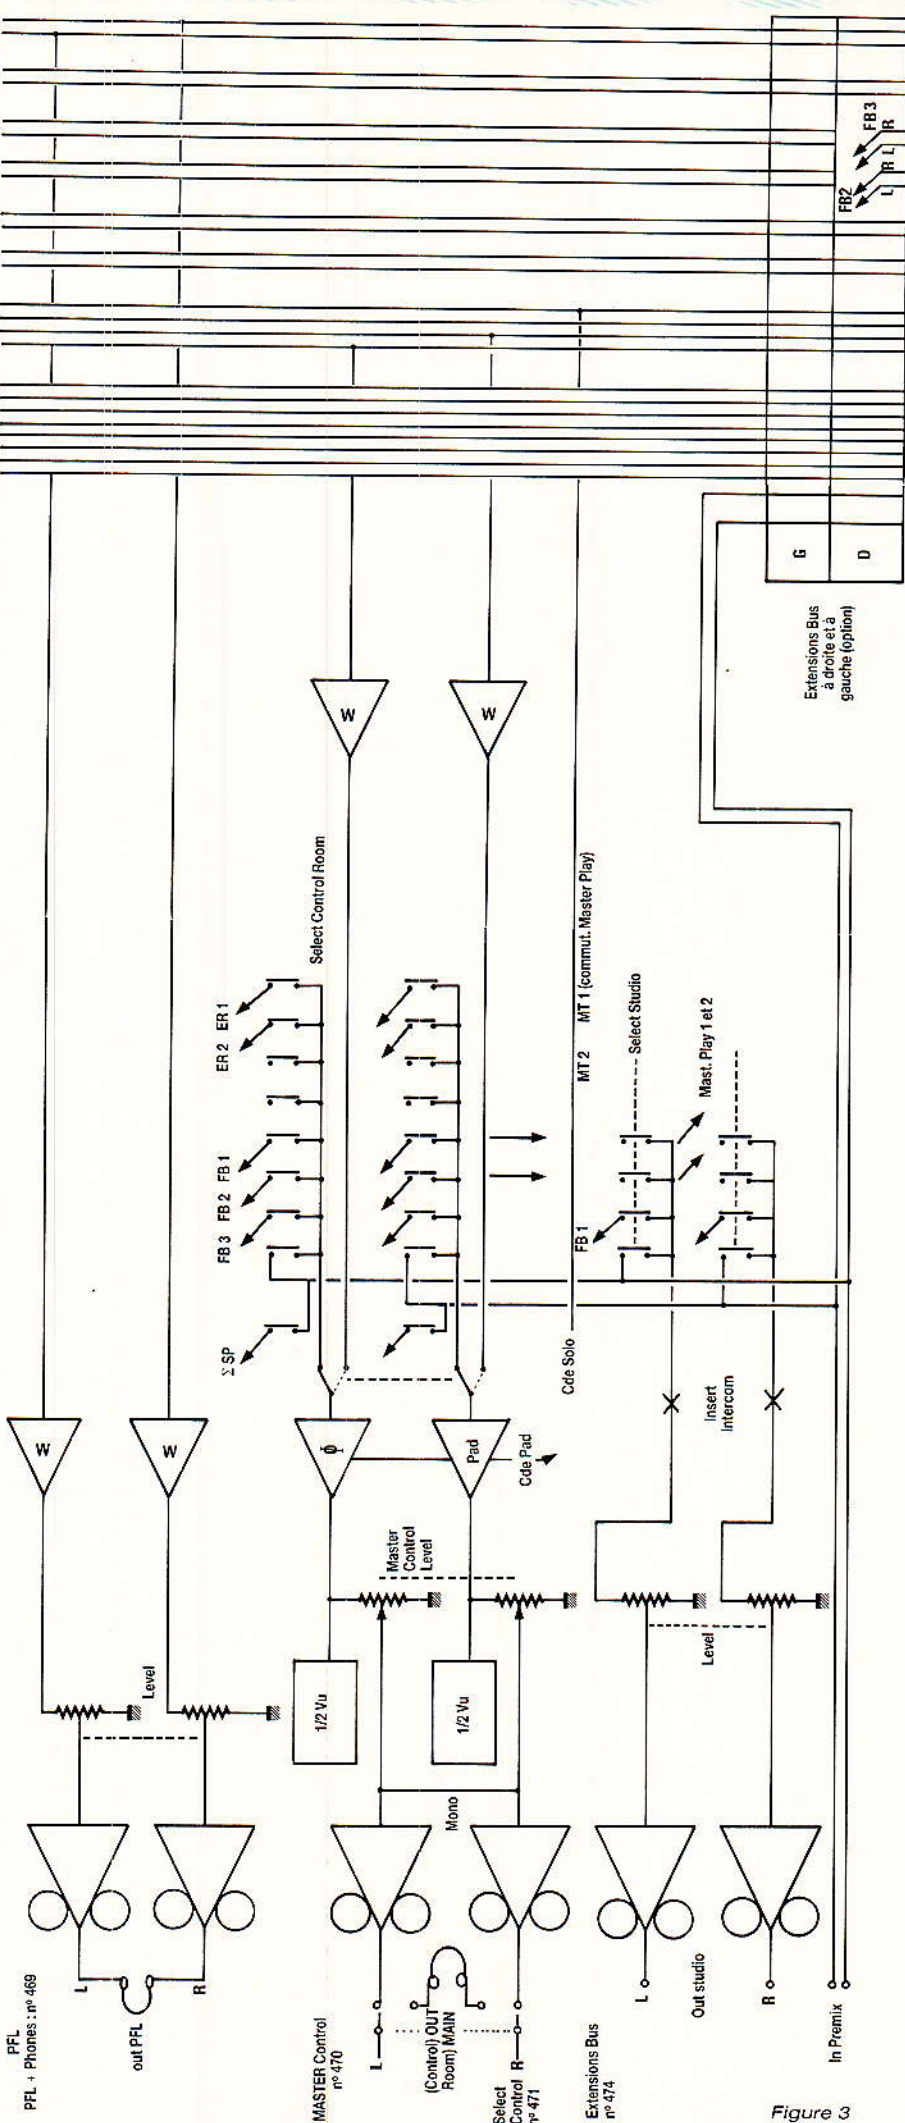 FB3
R
L
FB2
R
L
G
D
Extensions Bus
à droite et à
gauche (option)
W
W
Select Control Room
ER 1
ER 2
FB 1
FB 2
FB 3
Σ SP
MT 1 (commut. Master Play)
MT 2
Select Studio
Mast. Play 1 et 2
FB 1
Cde Solo
Insert
Intercom
W
W
Φ
Pad
Cde Pad
Master
Control
Level
Level
Level
1/2 Vu
1/2 Vu
Mono
PFL
PFL + Phones : nº 469
L
out PFL
R
MASTER Control
nº 470
L
(Control) OUT
Room) MAIN
R
Select
Control
nº 471
Extensions Bus
nº 474
L
Out studio
R
In Premix
Figure 3